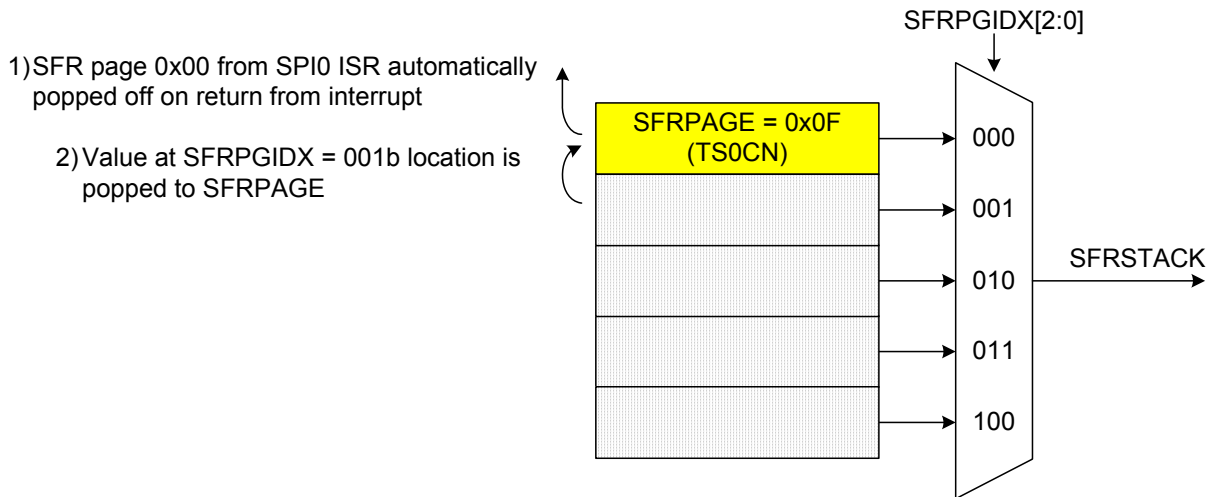 SFRPGIDX[2:0]
1) SFR page 0x00 from SPI0 ISR automatically
popped off on return from interrupt
2) Value at SFRPGIDX = 001b location is
popped to SFRPAGE
SFRPAGE = 0x0F
(TS0CN)
000
001
010
011
100
SFRSTACK